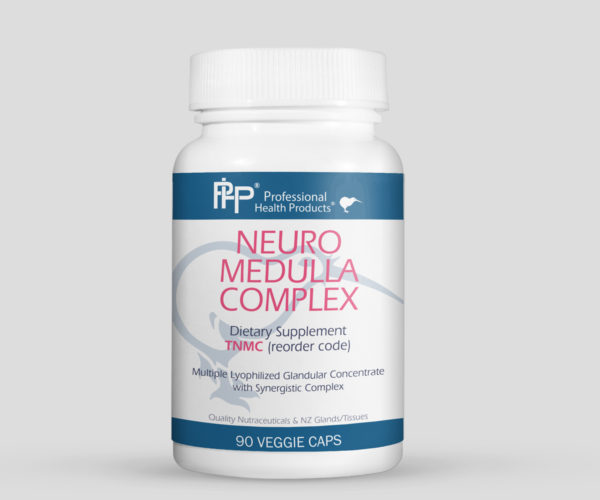 PHP® Professional
Health Products®
NEURO
MEDULLA
COMPLEX
Dietary Supplement
TNMC (reorder code)
Multiple Lyophilized Glandular Concentrate
with Synergistic Complex
Quality Nutraceuticals & NZ Glands/Tissues
90 VEGGIE CAPS